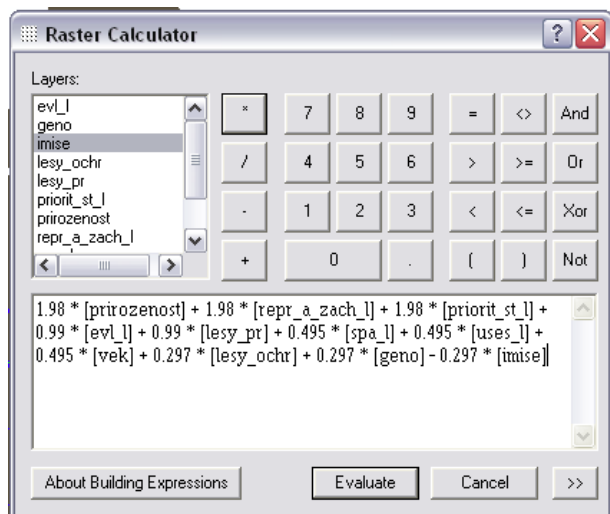 Raster Calculator
Layers:
evl_l
geno
imise
lesy_ochr
lesy_pr
priorit_st_l
prirozenost
repr_a_zach_l
* 7 8 9 = <> And
/ 4 5 6 > >= Or
- 1 2 3 < <= Xor
+ 0 . ( ) Not
1.98 * [prirozenost] + 1.98 * [repr_a_zach_l] + 1.98 * [priorit_st_l] +
0.99 * [evl_l] + 0.99 * [lesy_pr] + 0.495 * [spa_l] + 0.495 * [uses_l] +
0.495 * [vek] + 0.297 * [lesy_ochr] + 0.297 * [geno] - 0.297 * [imise]
About Building Expressions Evaluate Cancel >>